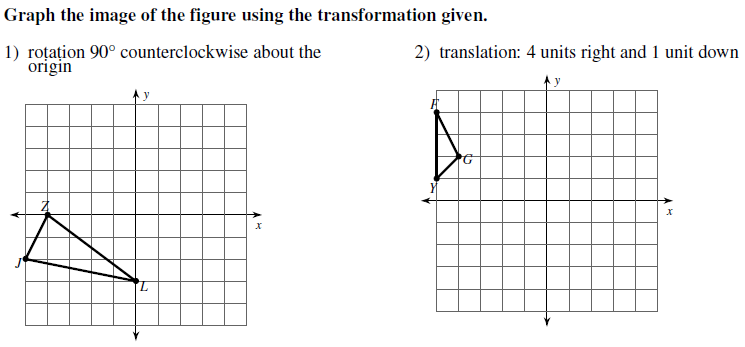 Graph the image of the figure using the transformation given.
1) rotation 90° counterclockwise about the
origin
2) translation: 4 units right and 1 unit down
y
x
Z
J
L
y
x
F
G
Y